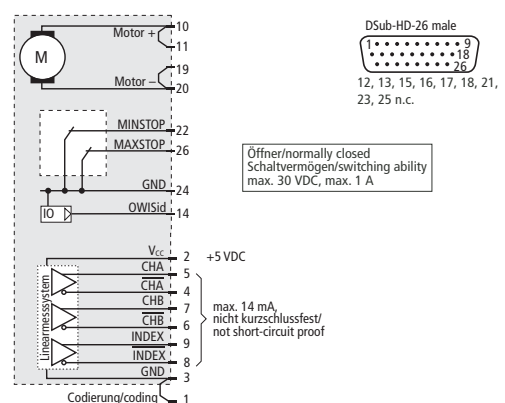 Motor + 10
11
M
19
Motor – 20
MINSTOP 22
MAXSTOP 26
GND 24
IO OWISid 14
Vcc 2 +5 VDC
CHA 5
CHA 4
CHB 7
CHB 6
INDEX 9
INDEX 8
GND 3
Codierung/coding 1
Linearmesssystem
max. 14 mA,
nicht kurzschlussfest/
not short-circuit proof
Öffner/normally closed
Schaltvermögen/switching ability
max. 30 VDC, max. 1 A
DSub-HD-26 male
1 9
18
26
12, 13, 15, 16, 17, 18, 21,
23, 25 n.c.